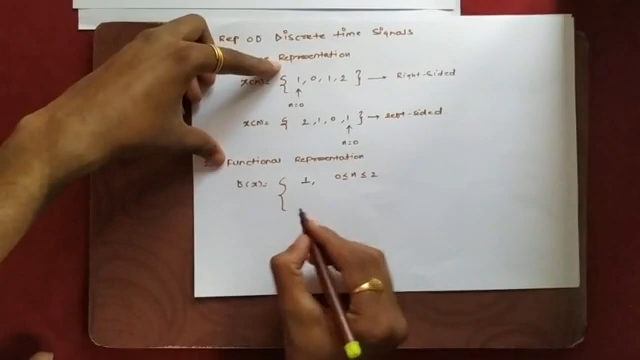 Rep of Discrete time Signals
Representation
x(n)= { 1, 0, 1, 2 } → Right-Sided
↑
n=0
x(n)= { 2, 1, 0, 1 } → Left-Sided
↑
n=0
Functional Representation
1, 0≤n≤2